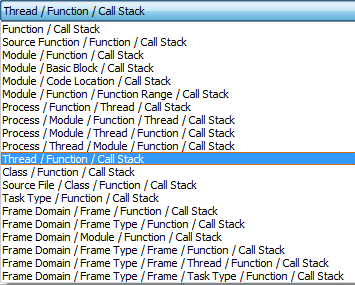 Thread / Function / Call Stack
Function / Call Stack
Source Function / Function / Call Stack
Module / Function / Call Stack
Module / Basic Block / Call Stack
Module / Code Location / Call Stack
Module / Function / Function Range / Call Stack
Process / Function / Thread / Call Stack
Process / Module / Function / Thread / Call Stack
Process / Module / Thread / Function / Call Stack
Process / Thread / Module / Function / Call Stack
Thread / Function / Call Stack
Class / Function / Call Stack
Source File / Class / Function / Call Stack
Task Type / Function / Call Stack
Frame Domain / Frame / Function / Call Stack
Frame Domain / Frame Type / Function / Call Stack
Frame Domain / Module / Function / Call Stack
Frame Domain / Frame Type / Frame / Function / Call Stack
Frame Domain / Frame Type / Frame / Thread / Function / Call Stack
Frame Domain / Frame Type / Frame / Task Type / Function / Call Stack